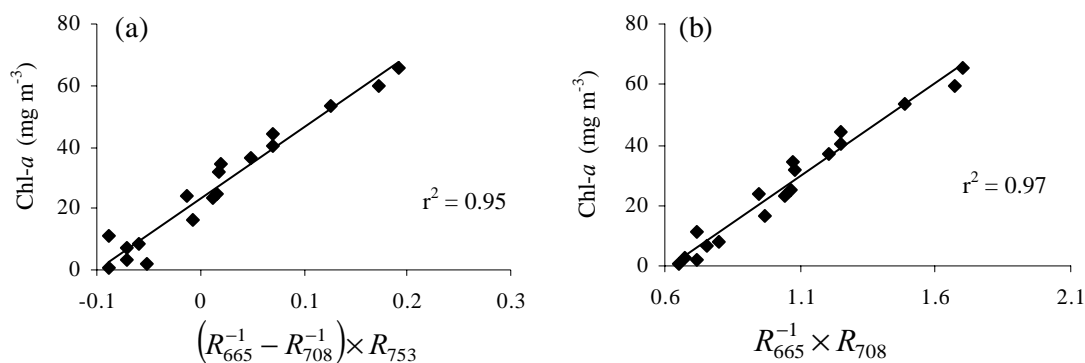 (a)
Chl-a (mg m⁻³)
80
60
40
20
0
-0.1 0 0.1 0.2 0.3
r² = 0.95
(R₆₆₅⁻¹ − R₇₀₈⁻¹) × R₇₅₃
(b)
Chl-a (mg m⁻³)
80
60
40
20
0
0.6 1.1 1.6 2.1
r² = 0.97
R₆₆₅⁻¹ × R₇₀₈